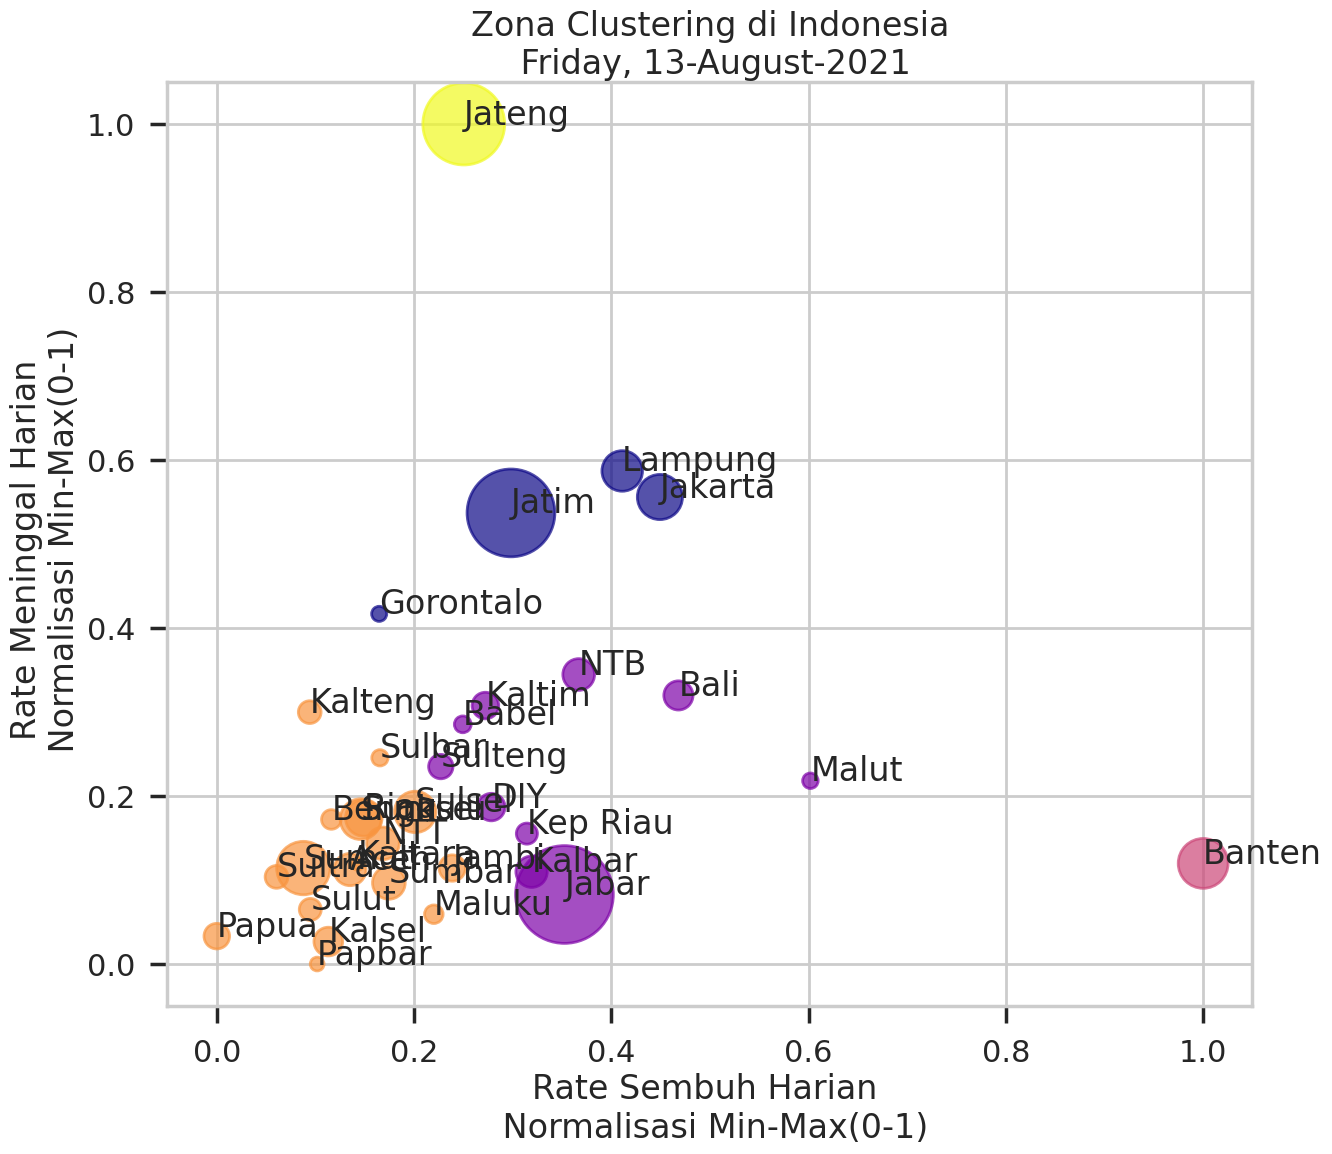 Zona Clustering di Indonesia
Friday, 13-August-2021
Rate Meninggal Harian
Normalisasi Min-Max(0-1)
1.0
0.8
0.6
0.4
0.2
0.0
Jateng
Lampung
Jakarta
Jatim
Gorontalo
NTB
Bali
Kaltim
Kalteng
Babel
Sulbar
Sulteng
Malut
DIY
Sulsel
NTT
Kep Riau
Kaltara
Jambi
Kalbar
Banten
Sultra
Sumbar
Jabar
Sulut
Maluku
Papua
Kalsel
Papbar
0.0 0.2 0.4 0.6 0.8 1.0
Rate Sembuh Harian
Normalisasi Min-Max(0-1)